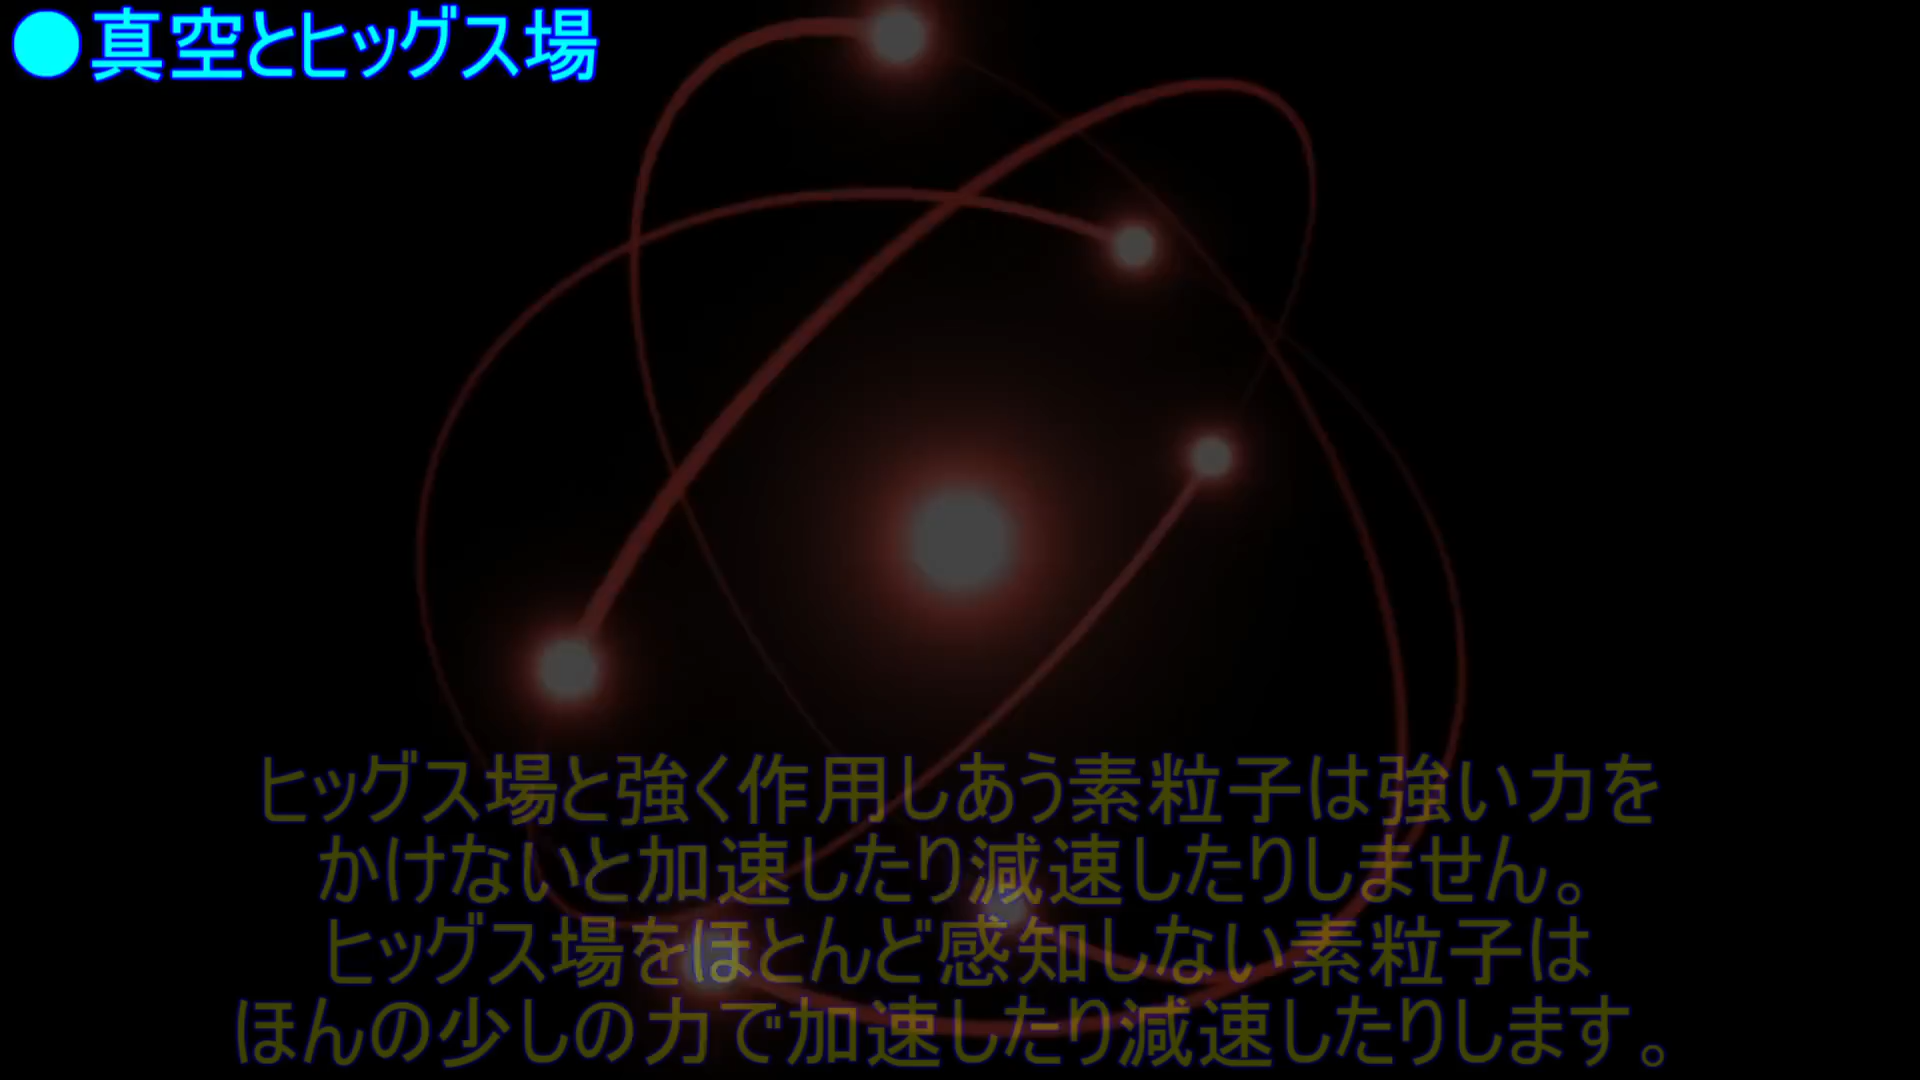 ●真空とヒッグス場
ヒッグス場と強く作用しあう素粒子は強い力を
かけないと加速したり減速したりしません。
ヒッグス場をほとんど感知しない素粒子は
ほんの少しの力で加速したり減速したりします。